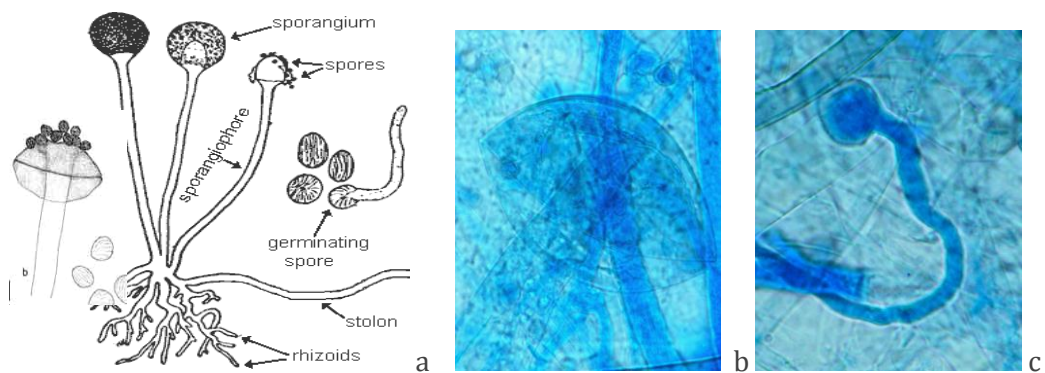 sporangium
spores
sporangiophore
germinating
spore
b
stolon
rhizoids
a
b
c